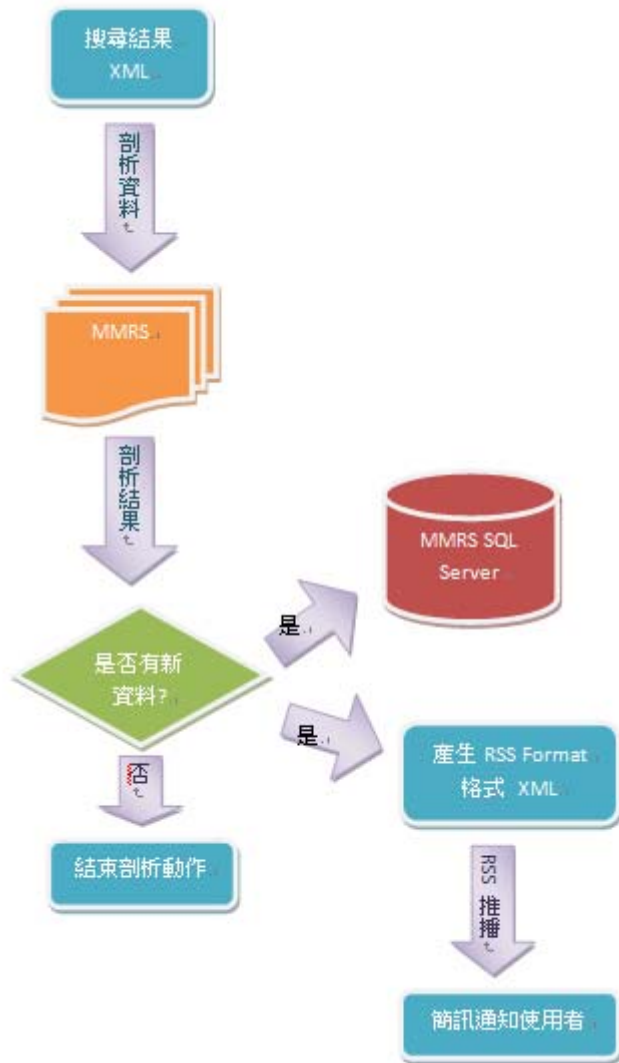 搜尋結果
XML
剖析資料
MMRS
剖析結果
MMRS SQL
Server
是否有新
資料?
是
是
否
結束剖析動作
產生 RSS Format
格式 XML
RSS 推播
簡訊通知使用者